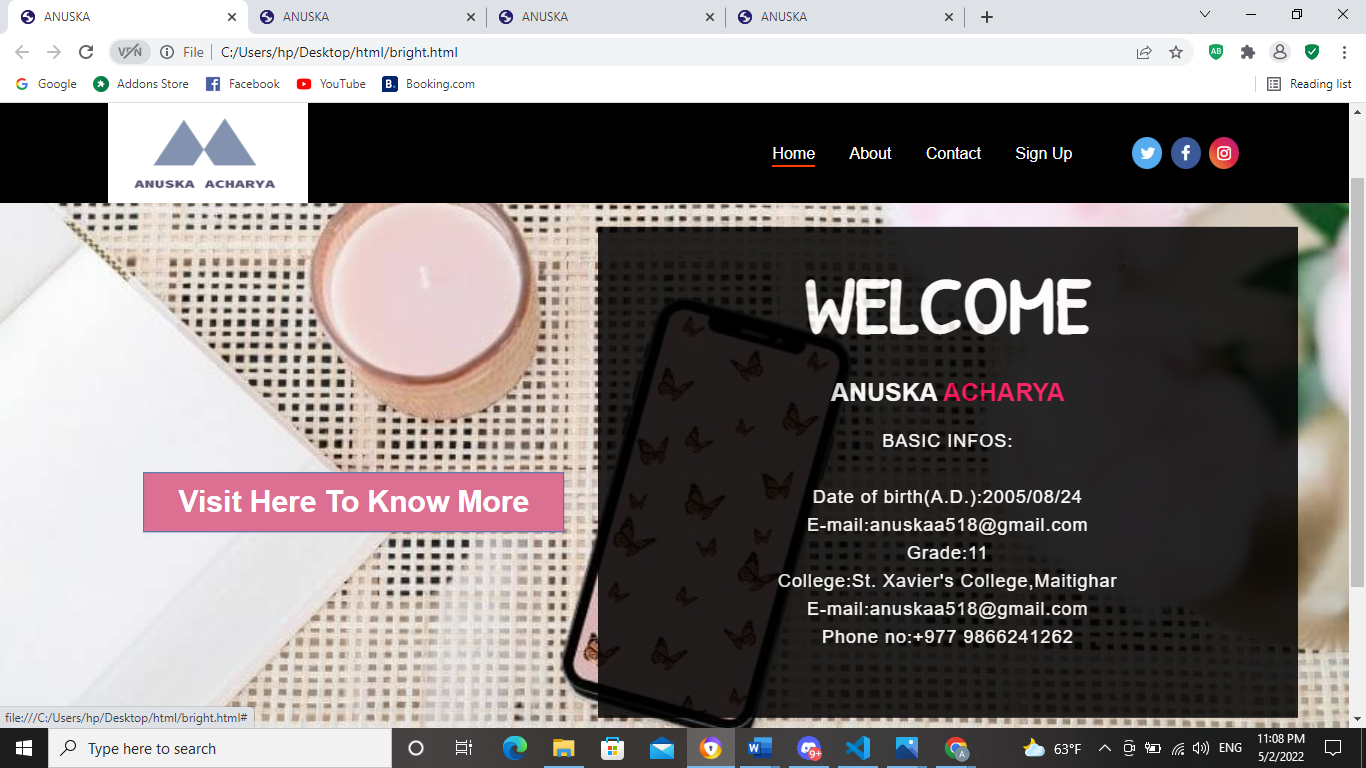 ANUSKA
ANUSKA
ANUSKA
ANUSKA
VPN
File
C:/Users/hp/Desktop/html/bright.html
AB
Google
Addons Store
Facebook
B.
Booking.com
YouTube
Reading list
ANUSKA ACHARYA
Home
About
Contact
Sign Up
WELCOME
ANUSKA ACHARYA
BASIC INFOS:
Visit Here To Know More
Date of birth(A.D.):2005/08/24
E-mail:anuskaa518@gmail.com
Grade:11
College:St. Xavier's College,Maitighar
E-mail:anuskaa518@gmail.com
Phone no:+977 9866241262
file:///C:/Users/hp/Desktop/html/bright.html#
Type here to search
W
9+
A
63°F
ENG
11:08 PM
5/2/2022